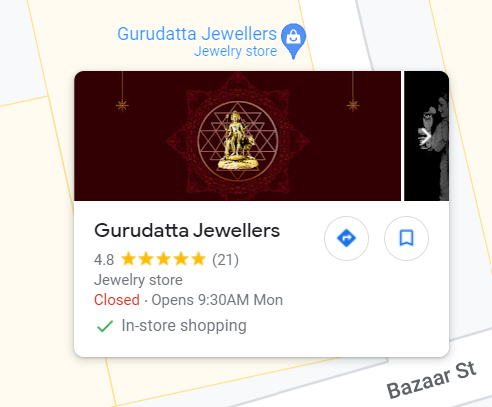 Gurudatta Jewellers
Jewelry store
Gurudatta Jewellers
4.8 (21)
Jewelry store
Closed · Opens 9:30AM Mon
In-store shopping
Bazaar St